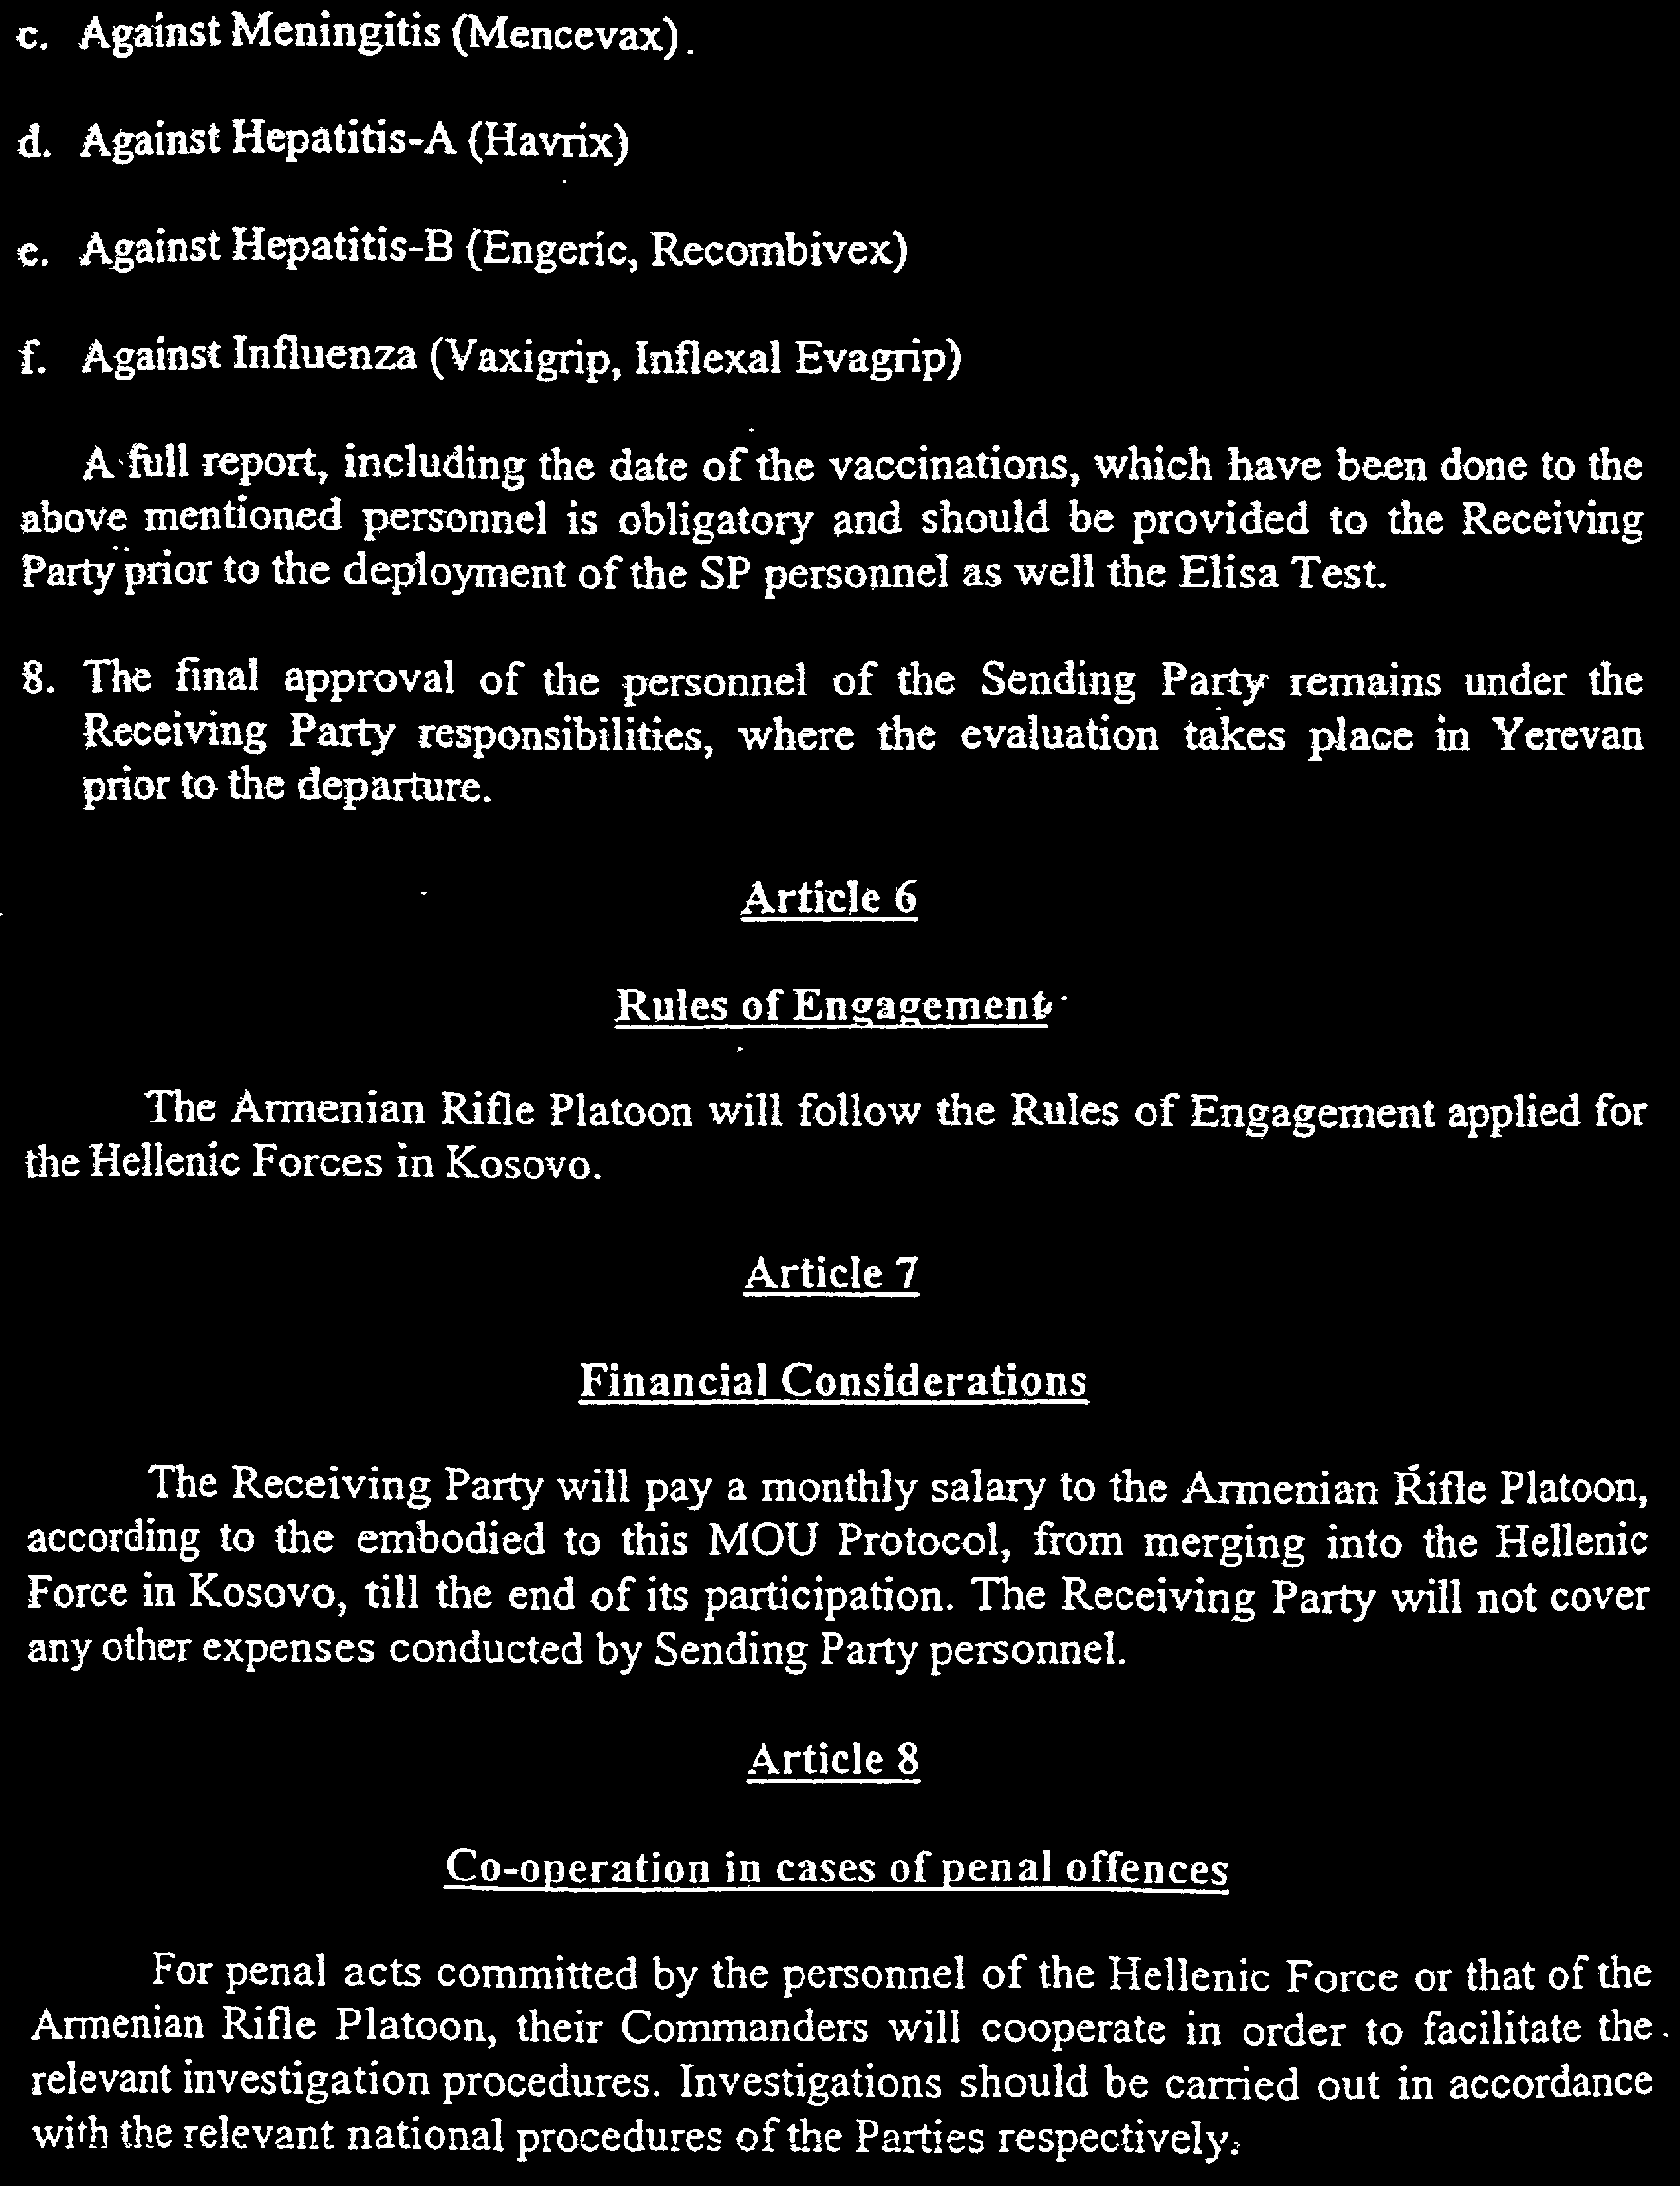 c. Against Meningitis (Mencevax).
d. Against Hepatitis-A (Havrix)
e. Against Hepatitis-B (Engeric, Recombivex)
f. Against Influenza (Vaxigrip, Inflexal Evagrip)
A full report, including the date of the vaccinations, which have been done to the
above mentioned personnel is obligatory and should be provided to the Receiving
Party prior to the deployment of the SP personnel as well the Elisa Test.
8. The final approval of the personnel of the Sending Party remains under the
Receiving Party responsibilities, where the evaluation takes place in Yerevan
prior to the departure.
Article 6
Rules of Engagement
The Armenian Rifle Platoon will follow the Rules of Engagement applied for
the Hellenic Forces in Kosovo.
Article 7
Financial Considerations
The Receiving Party will pay a monthly salary to the Armenian Rifle Platoon,
according to the embodied to this MOU Protocol, from merging into the Hellenic
Force in Kosovo, till the end of its participation. The Receiving Party will not cover
any other expenses conducted by Sending Party personnel.
Article 8
Co-operation in cases of penal offences
For penal acts committed by the personnel of the Hellenic Force or that of the
Armenian Rifle Platoon, their Commanders will cooperate in order to facilitate the
relevant investigation procedures. Investigations should be carried out in accordance
with the relevant national procedures of the Parties respectively.